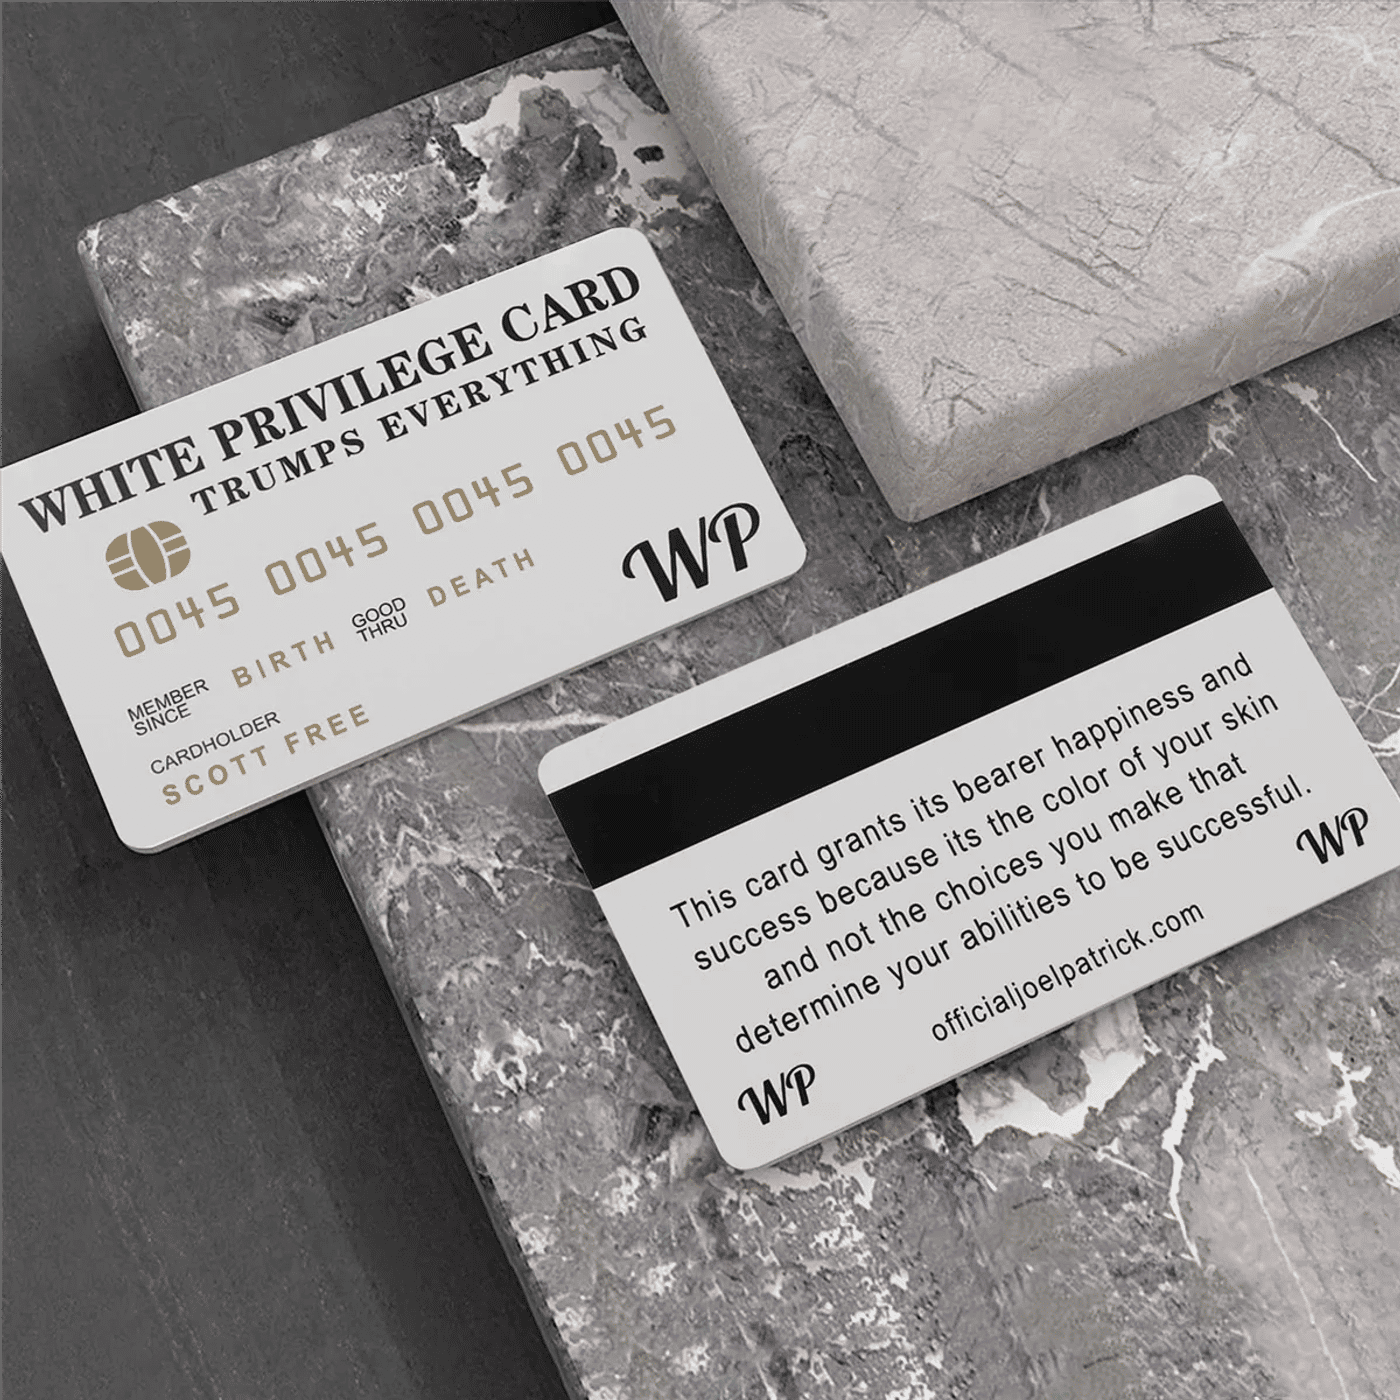 WHITE PRIVILEGE CARD
TRUMPS EVERYTHING
0045 0045 0045 0045
MEMBER
SINCE
BIRTH
GOOD
THRU
DEATH
WP
CARDHOLDER
SCOTT FREE
This card grants its bearer happiness and
success because its the color of your skin
and not the choices you make that
determine your abilities to be successful.
WP
officialjoelpatrick.com
WP